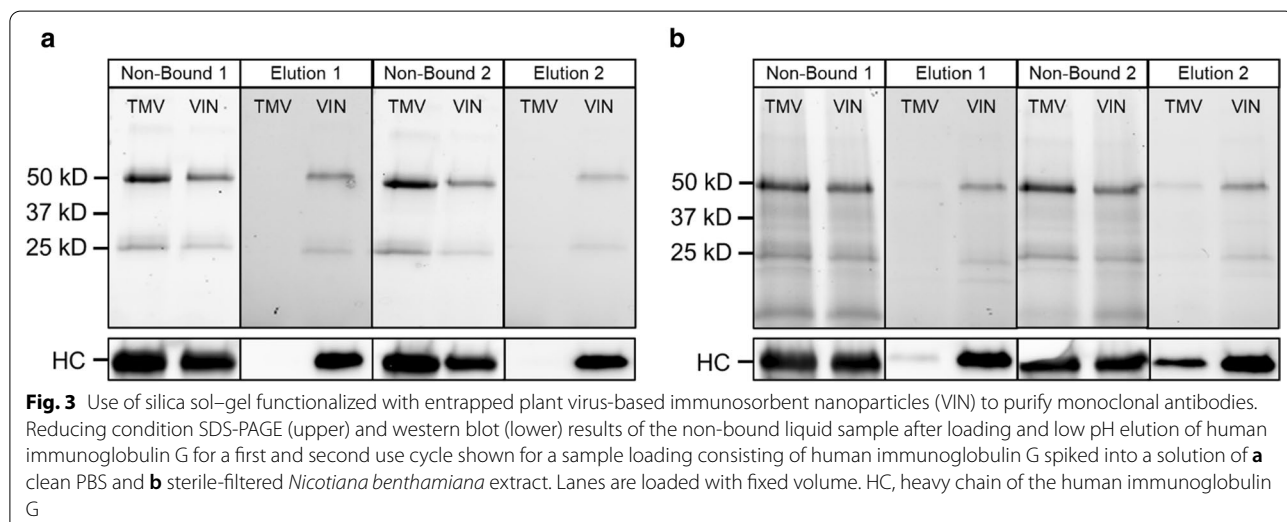 a
b
Non-Bound 1 Elution 1 Non-Bound 2 Elution 2
TMV VIN TMV VIN TMV VIN TMV VIN
50 kD
37 kD
25 kD
HC
Non-Bound 1 Elution 1 Non-Bound 2 Elution 2
TMV VIN TMV VIN TMV VIN TMV VIN
50 kD
37 kD
25 kD
HC
Fig. 3 Use of silica sol–gel functionalized with entrapped plant virus-based immunosorbent nanoparticles (VIN) to purify monoclonal antibodies.
Reducing condition SDS-PAGE (upper) and western blot (lower) results of the non-bound liquid sample after loading and low pH elution of human
immunoglobulin G for a first and second use cycle shown for a sample loading consisting of human immunoglobulin G spiked into a solution of a
clean PBS and b sterile-filtered Nicotiana benthamiana extract. Lanes are loaded with fixed volume. HC, heavy chain of the human immunoglobulin
G